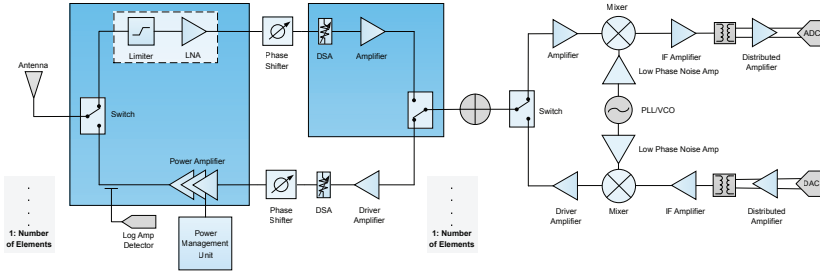 Mixer
Limiter
LNA
Phase
Shifter
DSA
Amplifier
Amplifier
IF Amplifier
Distributed
Amplifier
ADC
Antenna
Low Phase Noise Amp
Switch
Switch
PLL/VCO
Power Amplifier
Low Phase Noise Amp
DAC
.
.
.
.
1: Number
of Elements
Log Amp
Detector
Power
Management
Unit
Phase
Shifter
DSA
Driver
Amplifier
.
.
.
.
1: Number
of Elements
Driver
Amplifier
Mixer
IF Amplifier
Distributed
Amplifier